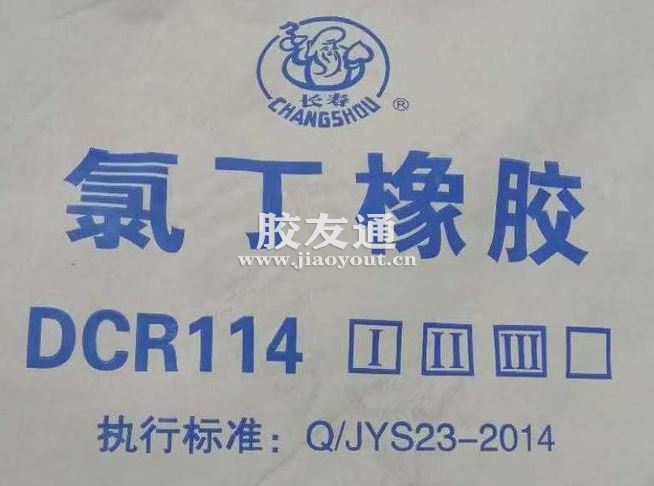 长寿
CHANGSHOU ®
氯丁橡胶
胶友通
www.jiaoyout.cn
DCR114 I II III
执行标准：Q/JYS23-2014